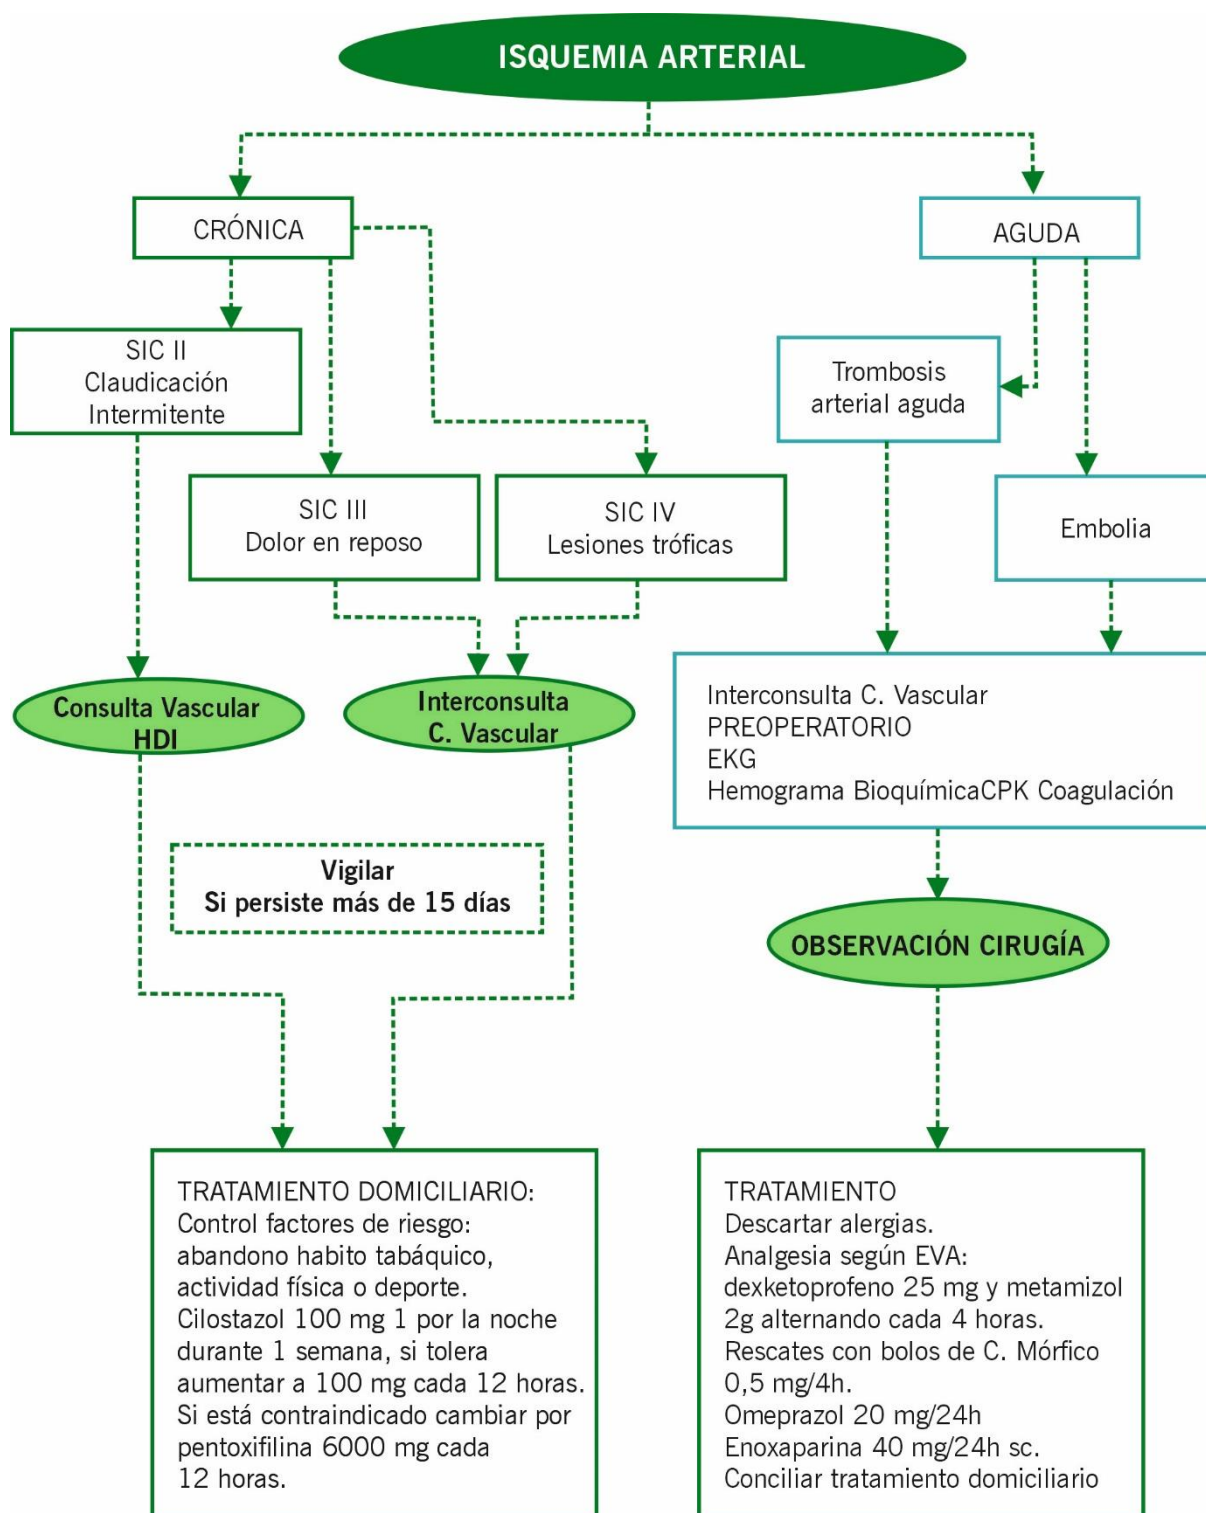 ISQUEMIA ARTERIAL
CRÓNICA
AGUDA
SIC II
Claudicación
Intermitente
Trombosis
arterial aguda
SIC III
Dolor en reposo
SIC IV
Lesiones tróficas
Embolia
Consulta Vascular
HDI
Interconsulta
C. Vascular
Interconsulta C. Vascular
PREOPERATORIO
EKG
Hemograma BioquímicaCPK Coagulación
Vigilar
Si persiste más de 15 días
OBSERVACIÓN CIRUGÍA
TRATAMIENTO DOMICILIARIO:
Control factores de riesgo:
abandono habito tabáquico,
actividad física o deporte.
Cilostazol 100 mg 1 por la noche
durante 1 semana, si tolera
aumentar a 100 mg cada 12 horas.
Si está contraindicado cambiar por
pentoxifilina 6000 mg cada
12 horas.
TRATAMIENTO
Descartar alergias.
Analgesia según EVA:
dexketoprofeno 25 mg y metamizol
2g alternando cada 4 horas.
Rescates con bolos de C. Mórfico
0,5 mg/4h.
Omeprazol 20 mg/24h
Enoxaparina 40 mg/24h sc.
Conciliar tratamiento domiciliario